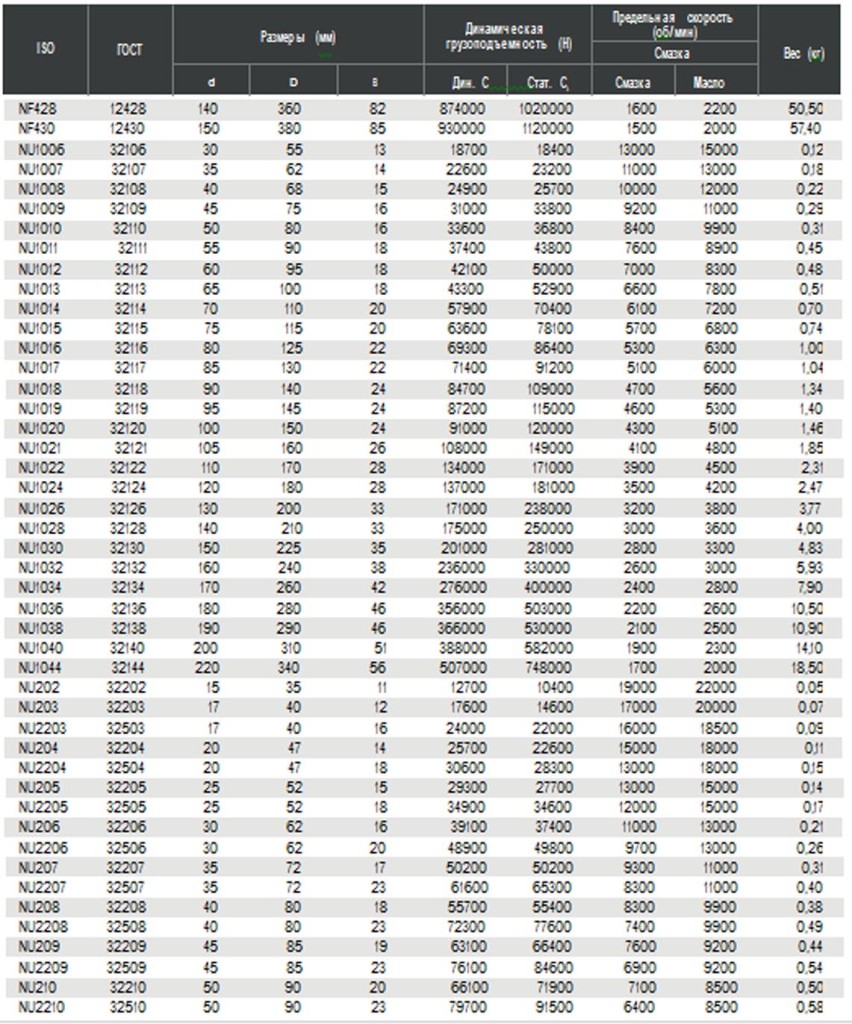 ISO ГОСТ Размеры (мм) Динамическая грузоподъемность (Н) Предельная скорость (об/мин) Вес (кг)
Смазка
d D B Дин. C Стат. C Смазка Масло
NF428 12428 140 360 82 874000 1020000 1600 2200 50,50
NF430 12430 150 380 85 930000 1120000 1500 2000 57,40
NU1006 32106 30 55 13 18700 18400 13000 15000 0,12
NU1007 32107 35 62 14 22600 23200 11000 13000 0,18
NU1008 32108 40 68 15 24900 25700 10000 12000 0,22
NU1009 32109 45 75 16 31000 33800 9200 11000 0,29
NU1010 32110 50 80 16 33600 36800 8400 9900 0,31
NU1011 32111 55 90 18 37400 43800 7600 8900 0,45
NU1012 32112 60 95 18 42100 50000 7000 8300 0,48
NU1013 32113 65 100 18 43300 52900 6600 7800 0,51
NU1014 32114 70 110 20 57900 70400 6100 7200 0,70
NU1015 32115 75 115 20 63600 78100 5700 6800 0,74
NU1016 32116 80 125 22 69300 86400 5300 6300 1,00
NU1017 32117 85 130 22 71400 91200 5100 6000 1,04
NU1018 32118 90 140 24 84700 109000 4700 5600 1,34
NU1019 32119 95 145 24 87200 115000 4600 5300 1,40
NU1020 32120 100 150 24 91000 120000 4300 5100 1,46
NU1021 32121 105 160 26 108000 149000 4100 4800 1,85
NU1022 32122 110 170 28 134000 171000 3900 4500 2,31
NU1024 32124 120 180 28 137000 181000 3500 4200 2,47
NU1026 32126 130 200 33 171000 238000 3200 3800 3,77
NU1028 32128 140 210 33 175000 250000 3000 3600 4,00
NU1030 32130 150 225 35 201000 281000 2800 3300 4,83
NU1032 32132 160 240 38 236000 330000 2600 3000 5,93
NU1034 32134 170 260 42 276000 400000 2400 2800 7,90
NU1036 32136 180 280 46 356000 503000 2200 2600 10,50
NU1038 32138 190 290 46 366000 530000 2100 2500 10,90
NU1040 32140 200 310 51 388000 582000 1900 2300 14,10
NU1044 32144 220 340 56 507000 748000 1700 2000 18,50
NU202 32202 15 35 11 12700 10400 19000 22000 0,05
NU203 32203 17 40 12 17600 14600 17000 20000 0,07
NU2203 32503 17 40 16 24000 22000 16000 18500 0,09
NU204 32204 20 47 14 25700 22600 15000 18000 0,11
NU2204 32504 20 47 18 30600 28300 13000 18000 0,15
NU205 32205 25 52 15 29300 27700 13000 15000 0,14
NU2205 32505 25 52 18 34900 34600 12000 15000 0,17
NU206 32206 30 62 16 39100 37400 11000 13000 0,21
NU2206 32506 30 62 20 48900 49800 9700 13000 0,26
NU207 32207 35 72 17 50200 50200 9300 11000 0,31
NU2207 32507 35 72 23 61600 65300 8300 11000 0,40
NU208 32208 40 80 18 55700 55400 8300 9900 0,38
NU2208 32508 40 80 23 72300 77600 7400 9900 0,49
NU209 32209 45 85 19 63100 66400 7600 9200 0,44
NU2209 32509 45 85 23 76100 84600 6900 9200 0,54
NU210 32210 50 90 20 66100 71900 7100 8500 0,50
NU2210 32510 50 90 23 79700 91500 6400 8500 0,58